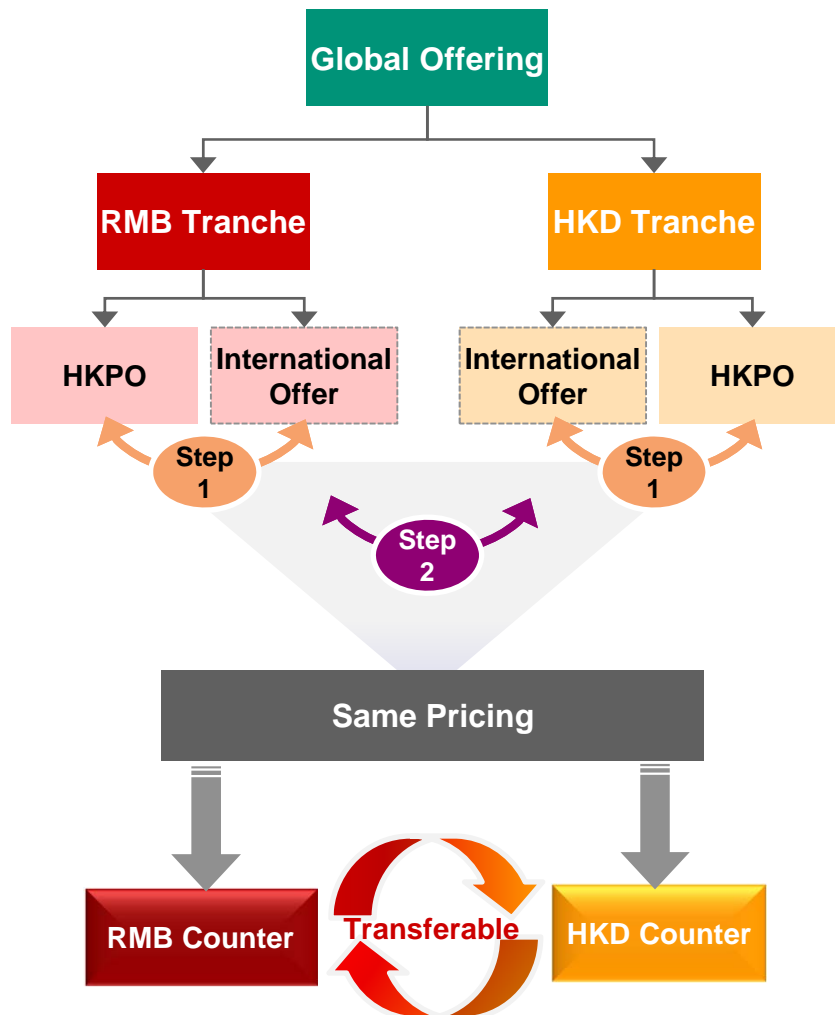 Global Offering
RMB Tranche
HKD Tranche
HKPO
International
Offer
International
Offer
HKPO
Step
1
Step
1
Step
2
Same Pricing
RMB Counter
Transferable
HKD Counter